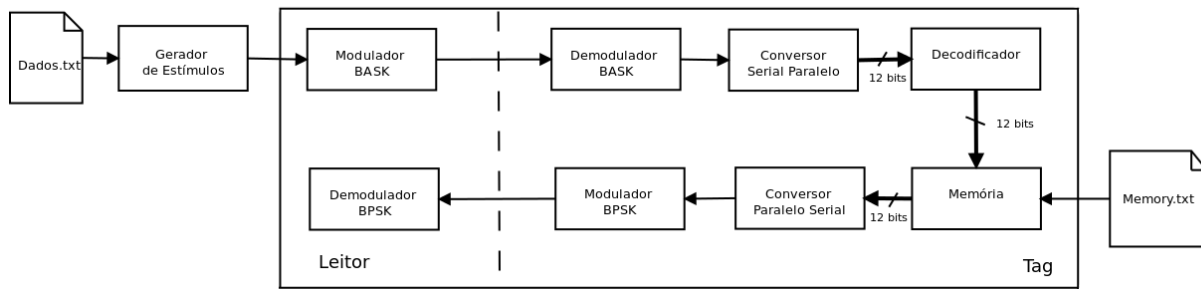 Dados.txt
Gerador
de Estímulos
Modulador
BASK
Demodulador
BASK
Conversor
Serial Paralelo
12 bits
Decodificador
12 bits
Demodulador
BPSK
Modulador
BPSK
Conversor
Paralelo Serial
12 bits
Memória
Memory.txt
Leitor
Tag